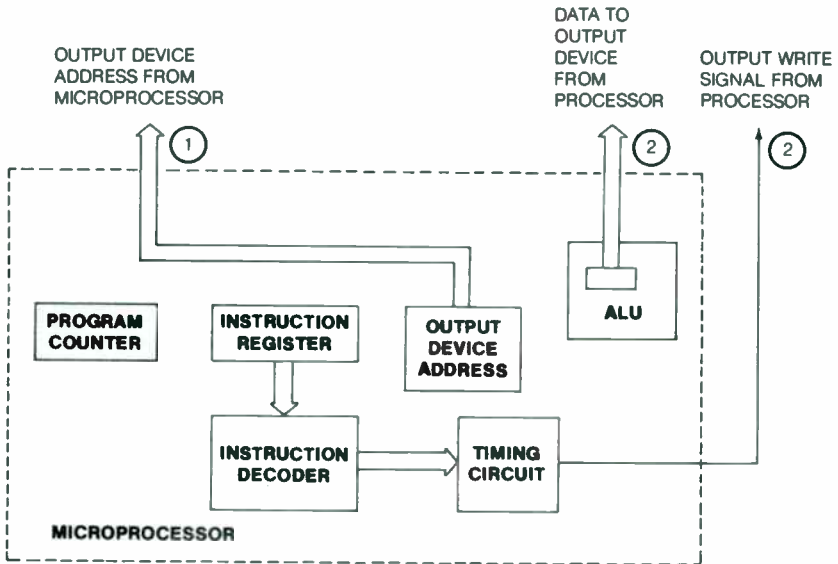 OUTPUT DEVICE
ADDRESS FROM
MICROPROCESSOR
1
DATA TO
OUTPUT
DEVICE
FROM
PROCESSOR
2
OUTPUT WRITE
SIGNAL FROM
PROCESSOR
2
PROGRAM
COUNTER
INSTRUCTION
REGISTER
OUTPUT
DEVICE
ADDRESS
ALU
INSTRUCTION
DECODER
TIMING
CIRCUIT
MICROPROCESSOR